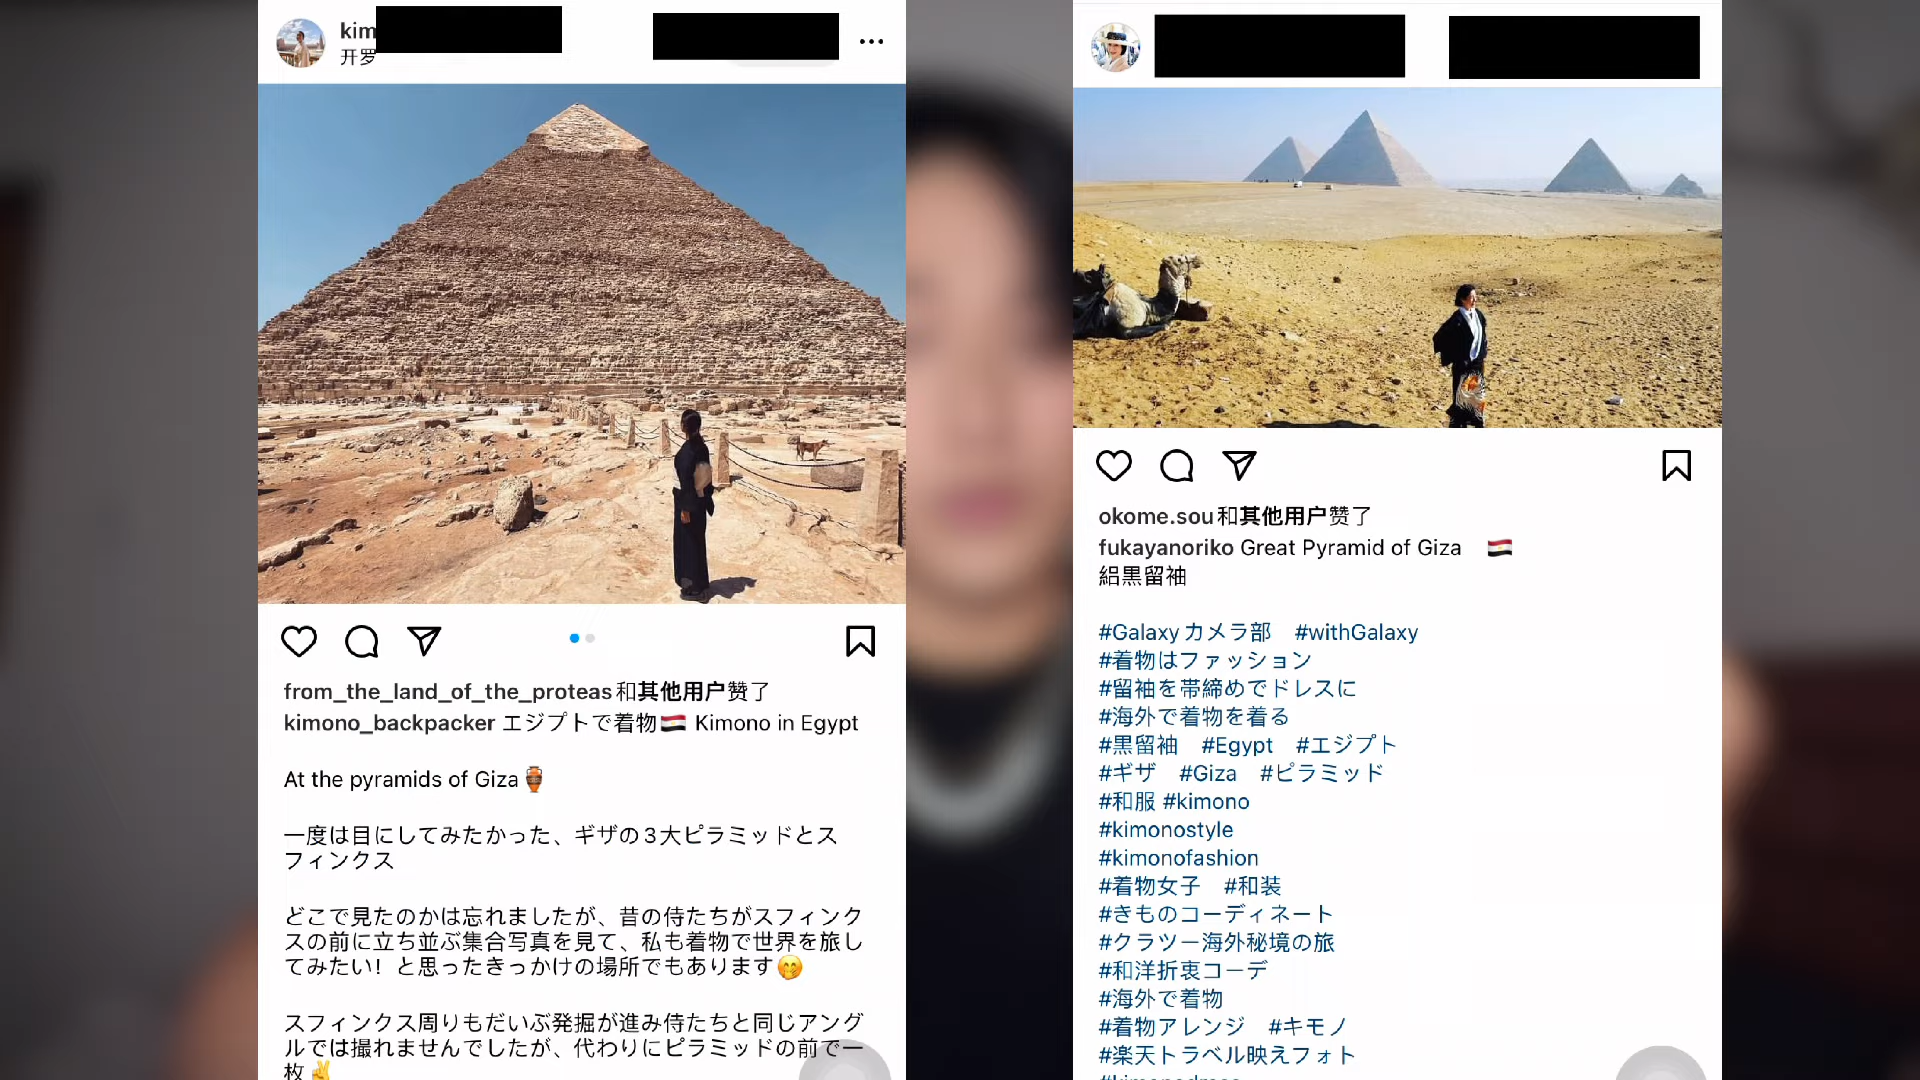 kim
开罗
from_the_land_of_the_proteas和其他用户赞了
kimono_backpacker エジプトで着物🇪🇬 Kimono in Egypt
At the pyramids of Giza🏺
一度は目にしてみたかった、ギザの3大ピラミッドとス
フィンクス
どこで見たのかは忘れましたが、昔の侍たちがスフィンク
スの前に立ち並ぶ集合写真を見て、私も着物で世界を旅し
てみたい！と思ったきっかけの場所でもあります🤗
スフィンクス周りもだいぶ発掘が進み侍たちと同じアング
ルでは撮れませんでしたが、代わりにピラミッドの前で一
枚✌️
okome.sou和其他用户赞了
fukayanoriko Great Pyramid of Giza 🇪🇬
絽黒留袖
#Galaxyカメラ部 #withGalaxy
#着物はファッション
#留袖を帯締めでドレスに
#海外で着物を着る
#黒留袖 #Egypt #エジプト
#ギザ #Giza #ピラミッド
#和服 #kimono
#kimonostyle
#kimonofashion
#着物女子 #和装
#きものコーディネート
#クラツー海外秘境の旅
#和洋折衷コーデ
#海外で着物
#着物アレンジ #キモノ
#楽天トラベル映えフォト